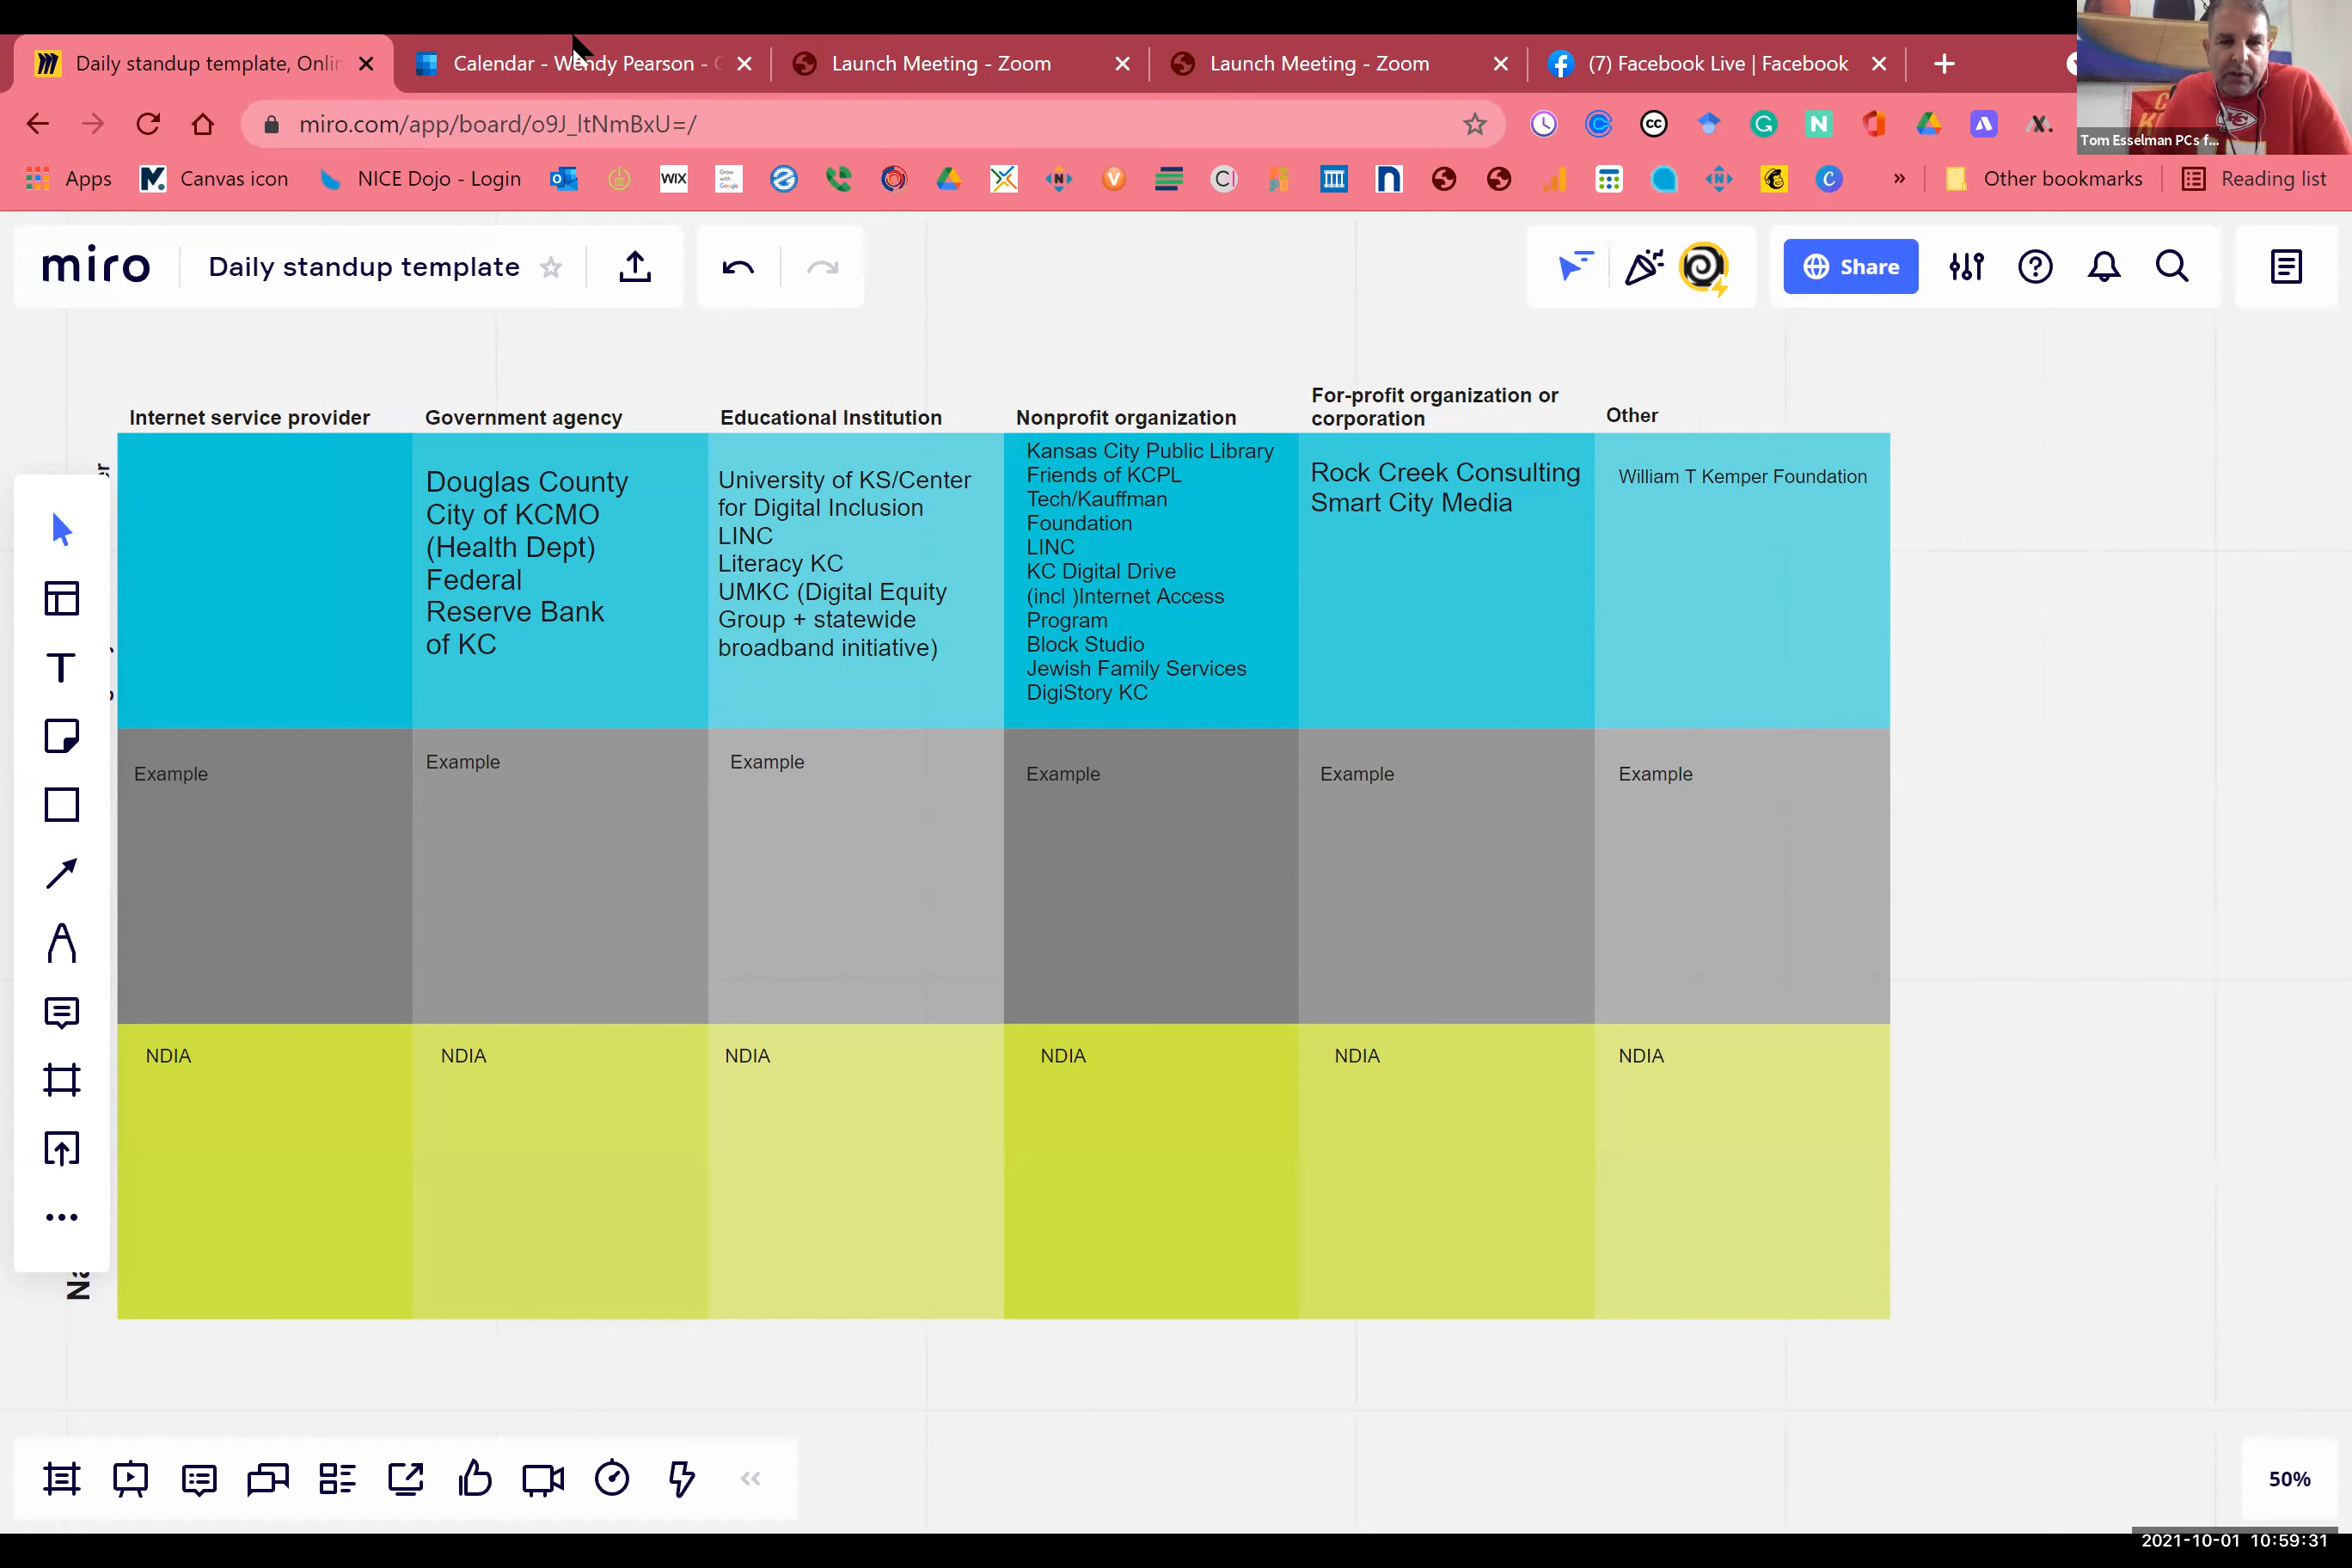 Daily standup template, Onlin
Calendar - Wendy Pearson -
Launch Meeting - Zoom
Launch Meeting - Zoom
(7) Facebook Live | Facebook
miro.com/app/board/o9J_ltNmBxU=/
Tom Esselman PCs f...
Apps
Canvas icon
NICE Dojo - Login
WIX
Other bookmarks
Reading list
miro
Daily standup template
Share
Internet service provider
Government agency
Educational Institution
Nonprofit organization
For-profit organization or
corporation
Other
Douglas County
City of KCMO
(Health Dept)
Federal
Reserve Bank
of KC
University of KS/Center
for Digital Inclusion
LINC
Literacy KC
UMKC (Digital Equity
Group + statewide
broadband initiative)
Kansas City Public Library
Friends of KCPL
Tech/Kauffman
Foundation
LINC
KC Digital Drive
(incl )Internet Access
Program
Block Studio
Jewish Family Services
DigiStory KC
Rock Creek Consulting
Smart City Media
William T Kemper Foundation
Example
Example
Example
Example
Example
Example
NDIA
NDIA
NDIA
NDIA
NDIA
NDIA
Na
50%
2021-10-01 10:59:31